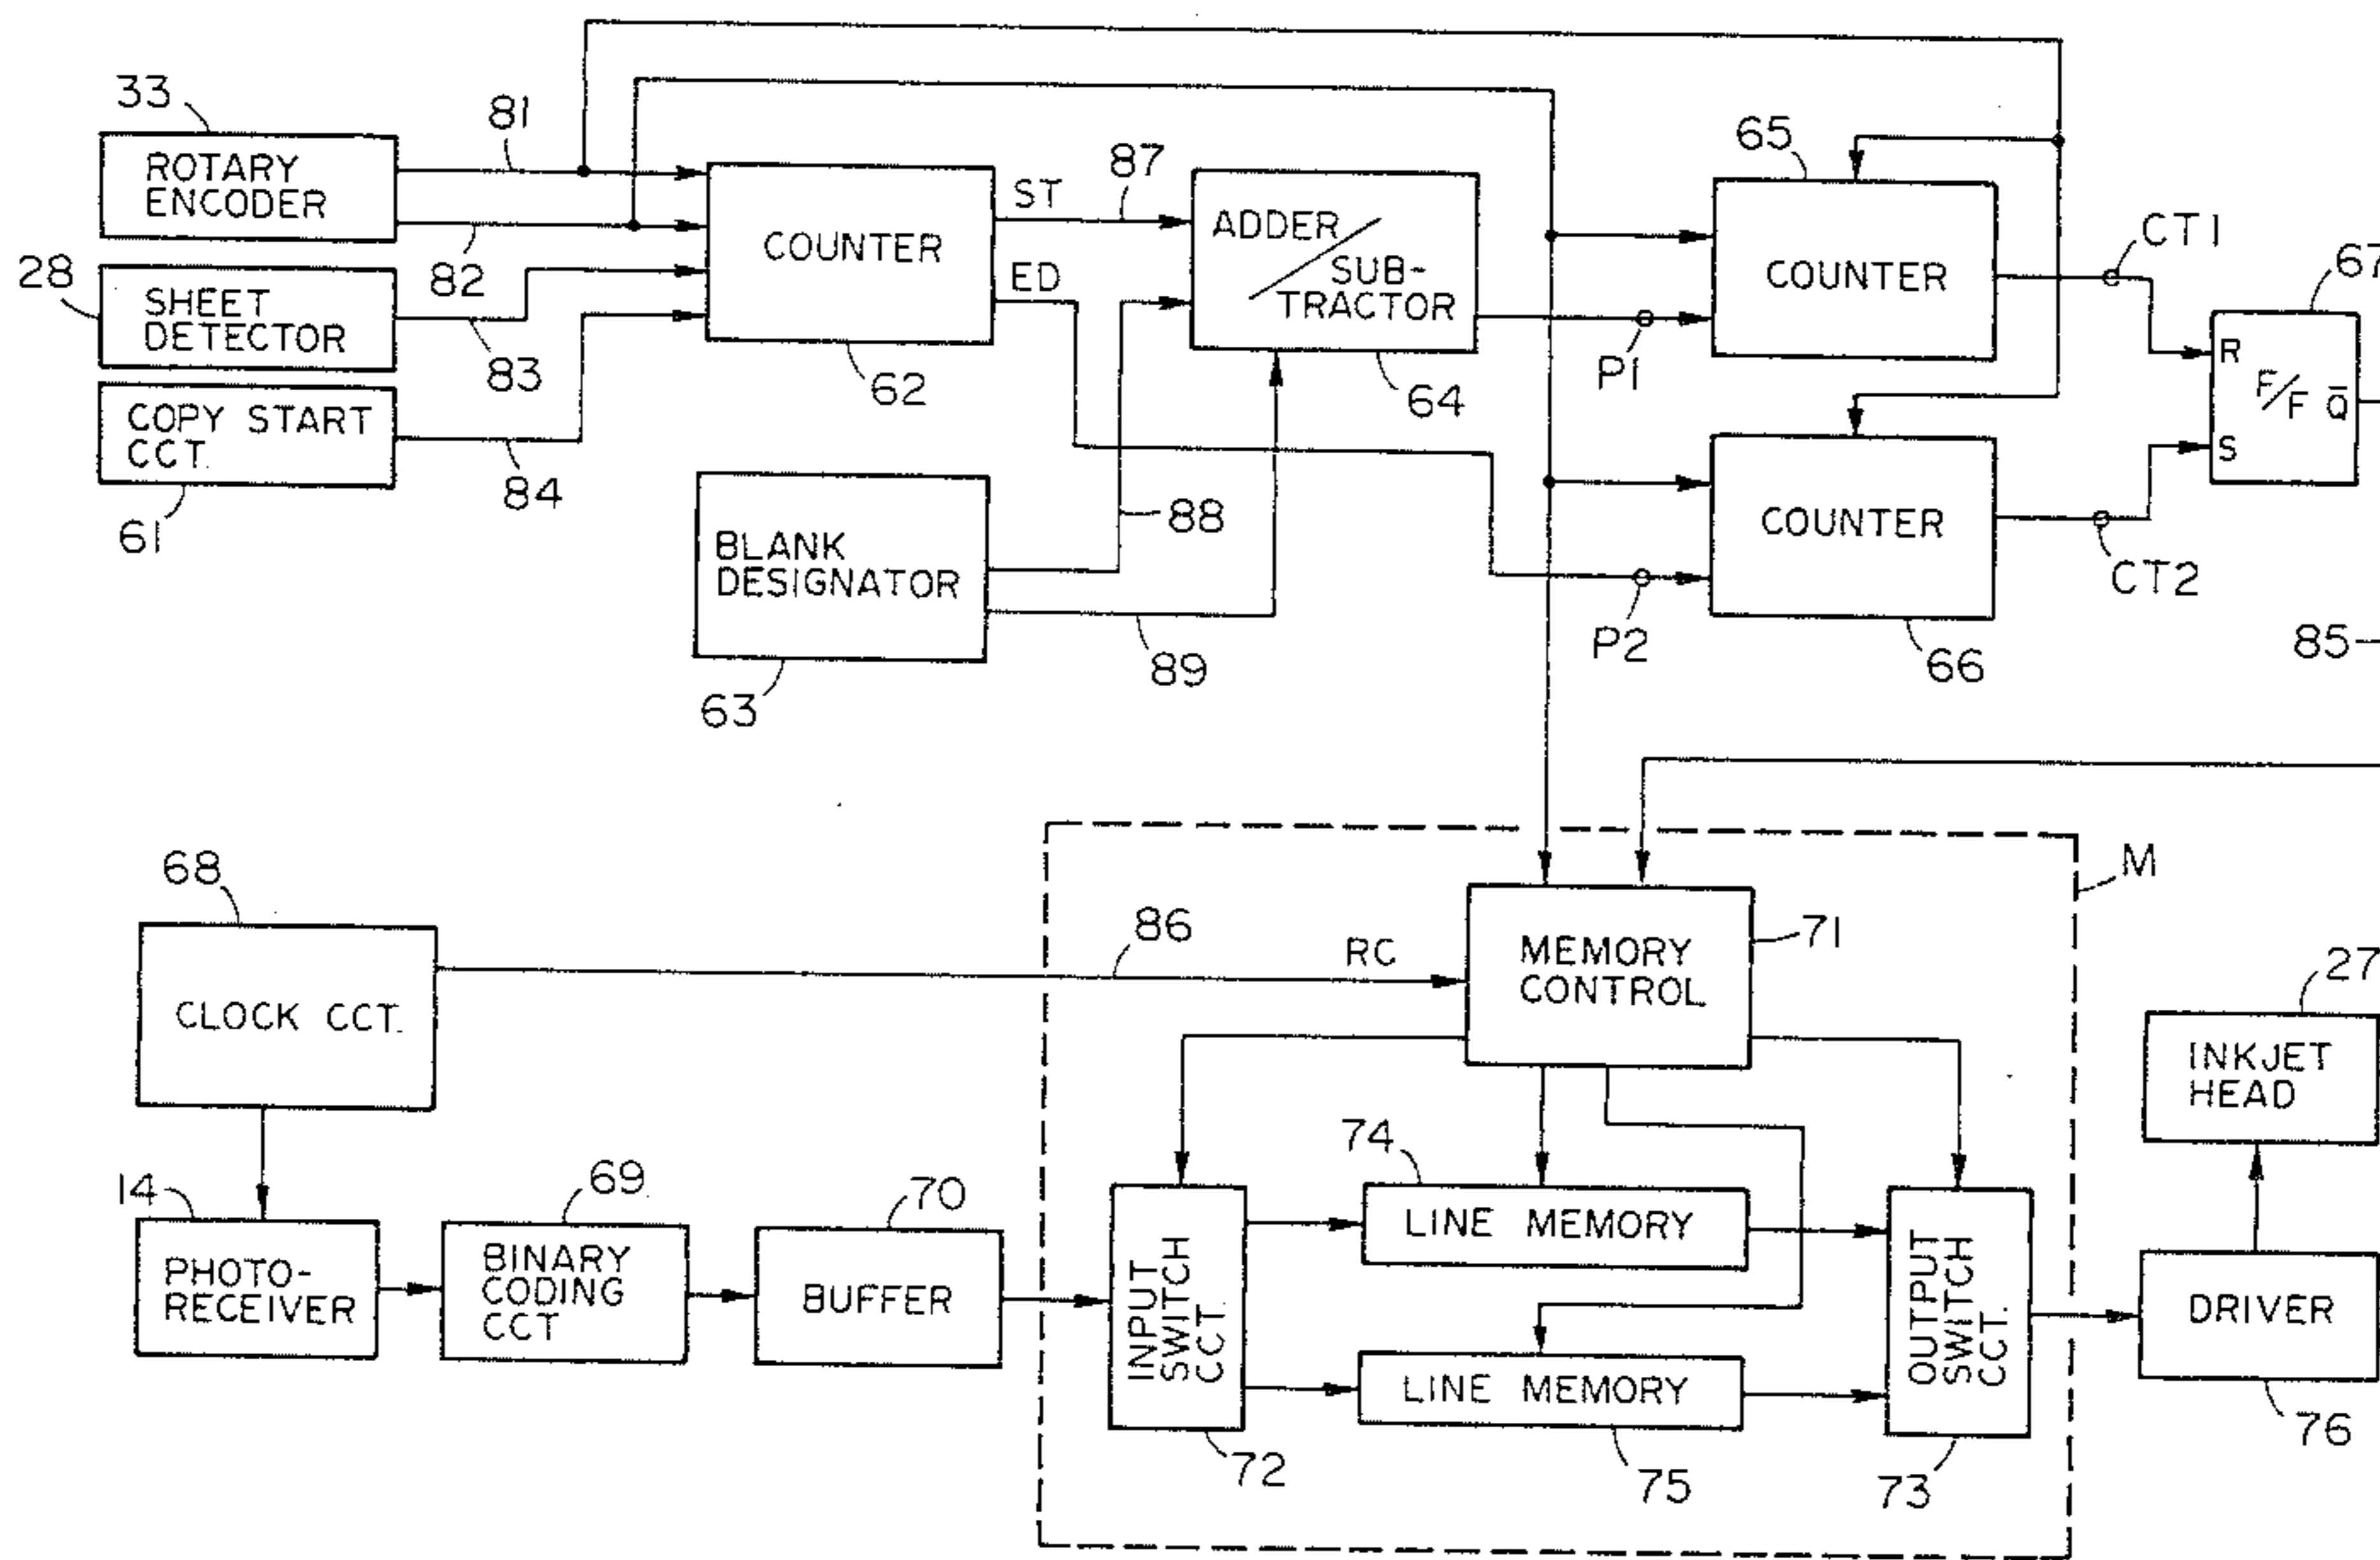 33
ROTARY
ENCODER
81
82
28
SHEET
DETECTOR
83
COPY START
CCT.
84
61
COUNTER
62
ST
87
ED
ADDER/
SUB-
TRACTOR
64
BLANK
DESIGNATOR
88
89
63
P1
P2
65
COUNTER
COUNTER
66
CT1
CT2
67
R
F/F Q̄
S
85
68
CLOCK CCT.
86
RC
MEMORY
CONTROL
71
M
27
INKJET
HEAD
14
PHOTO-
RECEIVER
69
BINARY
CODING
CCT
70
BUFFER
INPUT
SWITCH
CCT.
72
74
LINE MEMORY
LINE MEMORY
75
OUTPUT
SWITCH
CCT.
73
DRIVER
76